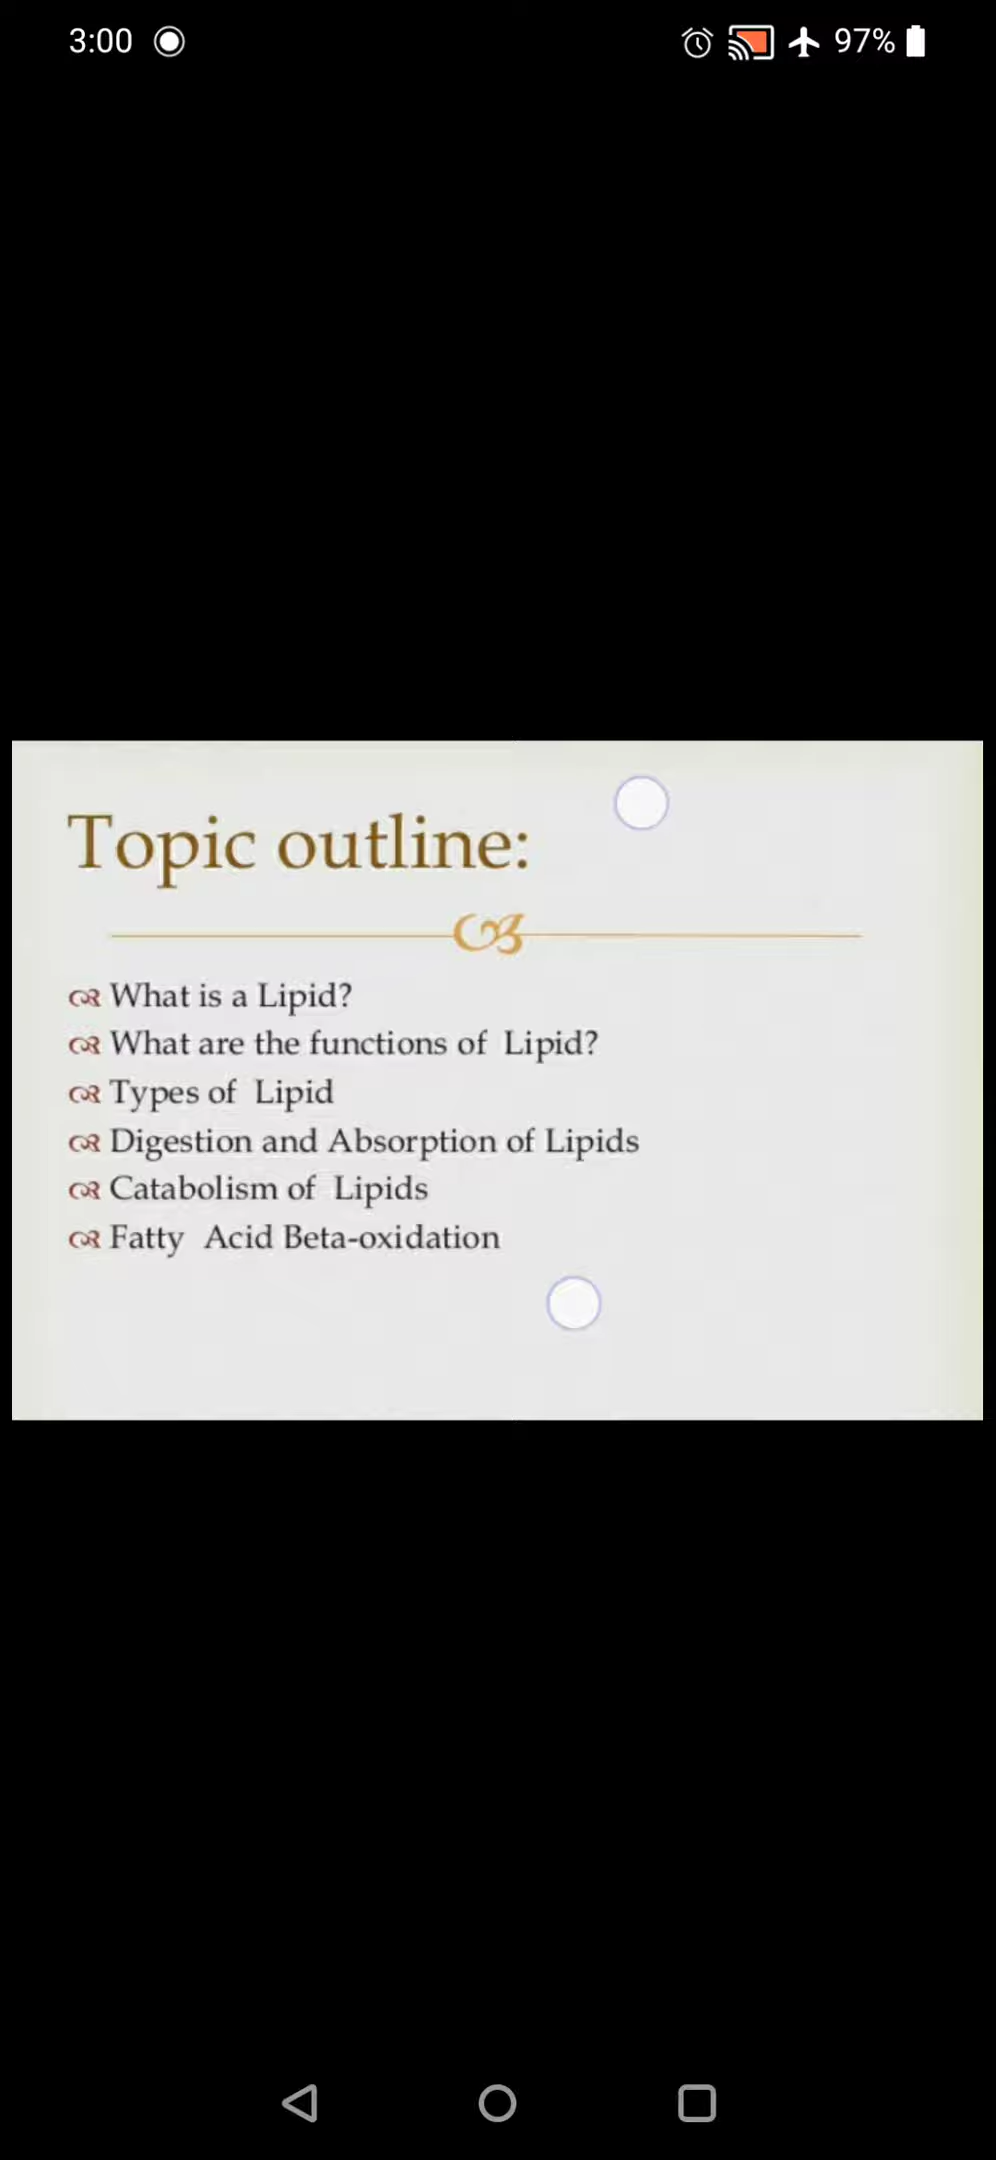 3:00
97%
Topic outline:
What is a Lipid?
What are the functions of Lipid?
Types of Lipid
Digestion and Absorption of Lipids
Catabolism of Lipids
Fatty Acid Beta-oxidation